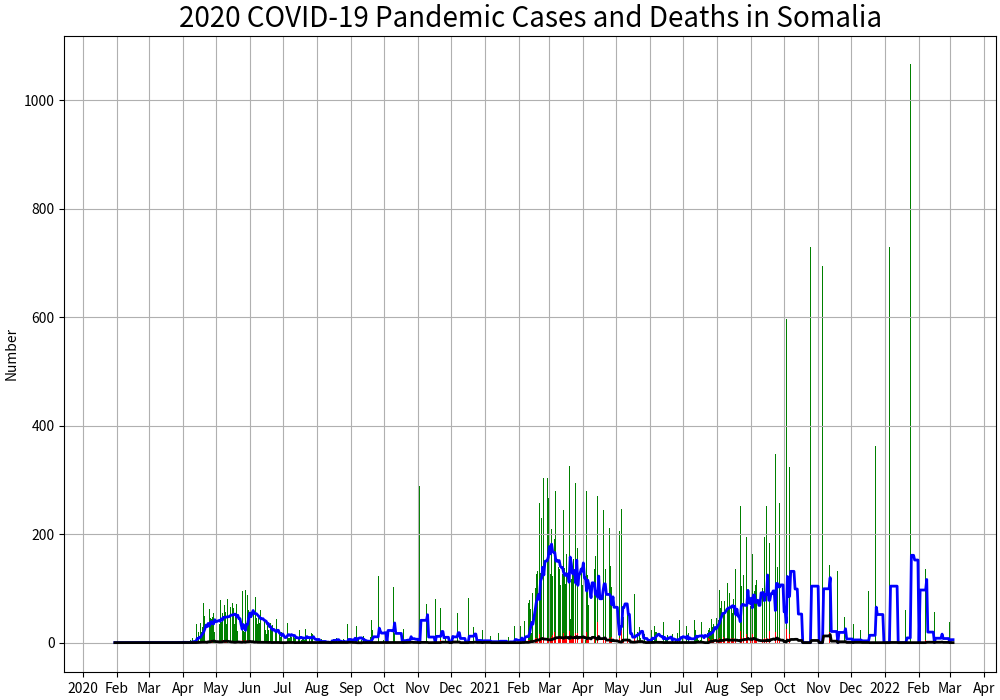 2020 COVID-19 Pandemic Cases and Deaths in Somalia
Number
1000
800
600
400
200
0
2020 Feb Mar Apr May Jun Jul Aug Sep Oct Nov Dec 2021 Feb Mar Apr May Jun Jul Aug Sep Oct Nov Dec 2022 Feb Mar Apr